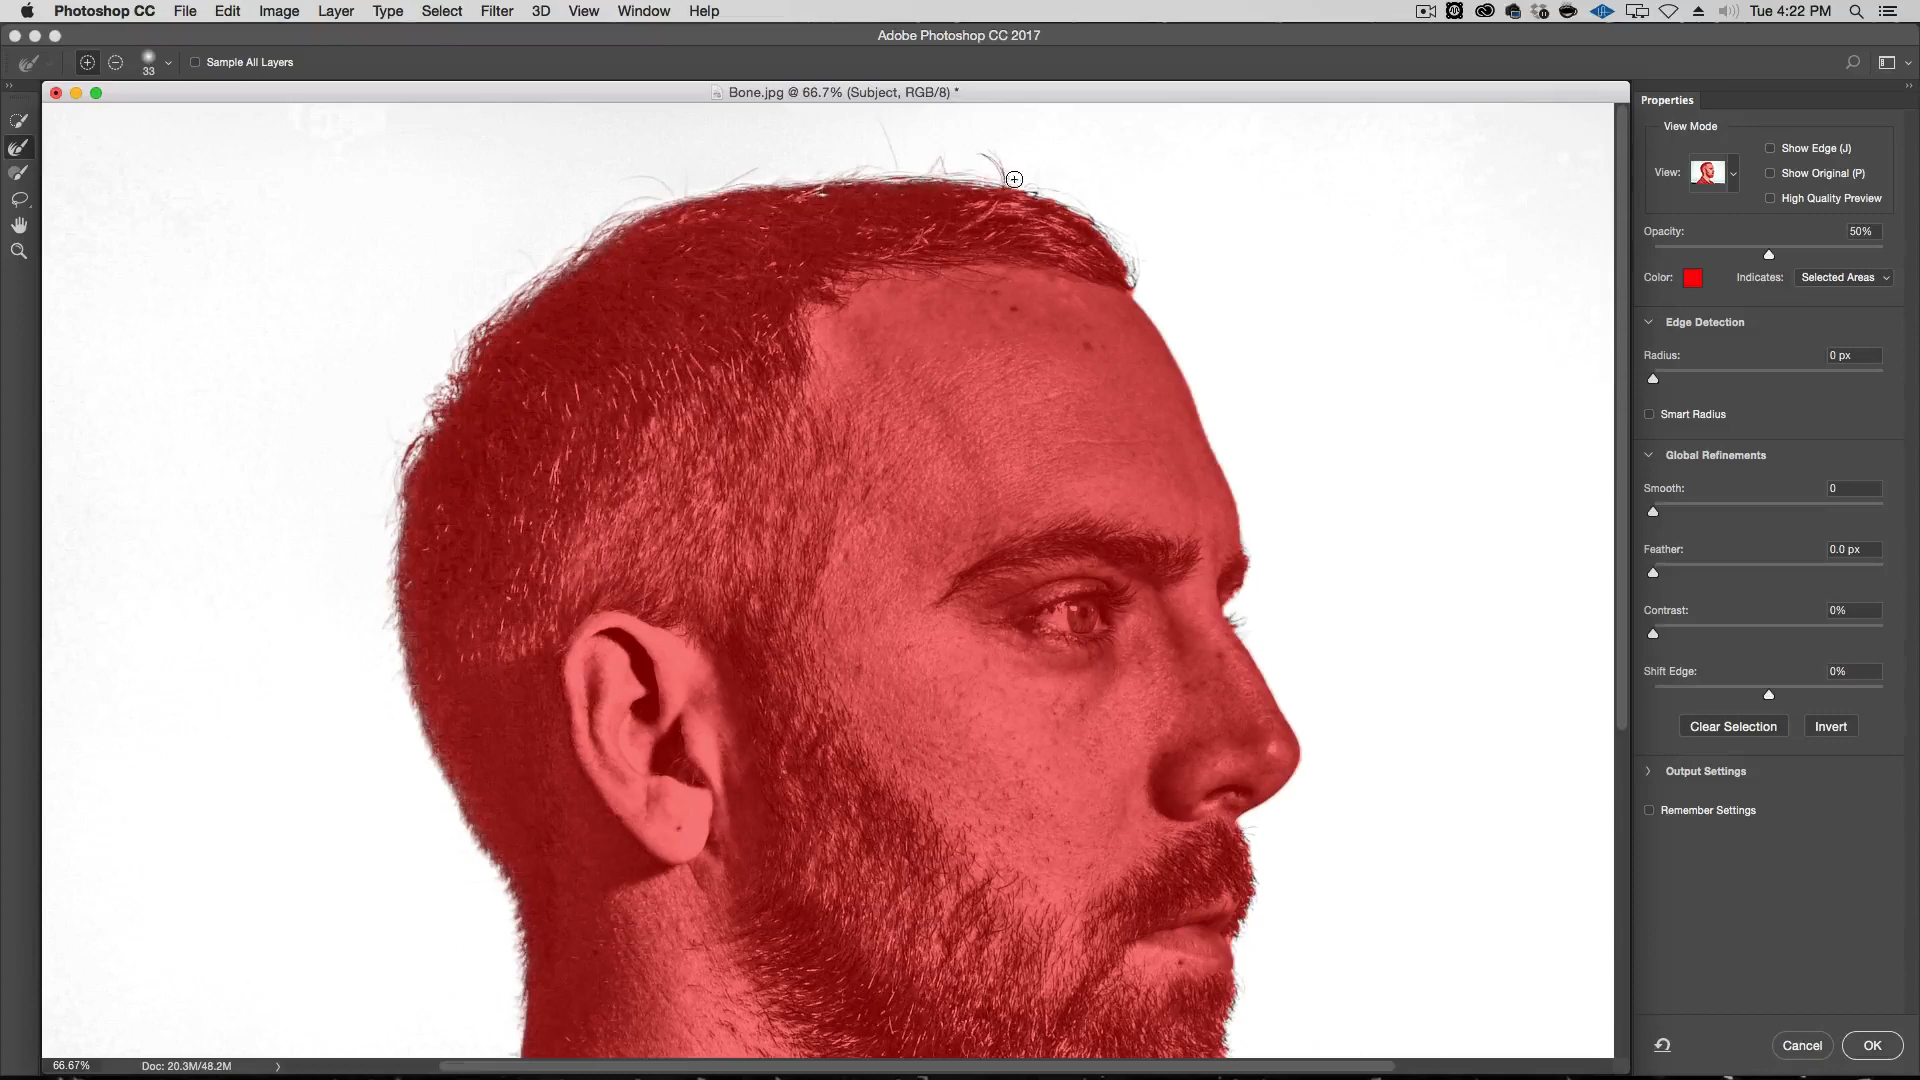 Photoshop CC File Edit Image Layer Type Select Filter 3D View Window Help Tue 4:22 PM
Adobe Photoshop CC 2017
33 Sample All Layers
Bone.jpg @ 66.7% (Subject, RGB/8) *
Properties
View Mode
Show Edge (J)
View: Show Original (P)
High Quality Preview
Opacity: 50%
Color: Indicates: Selected Areas
Edge Detection
Radius: 0 px
Smart Radius
Global Refinements
Smooth: 0
Feather: 0.0 px
Contrast: 0%
Shift Edge: 0%
Clear Selection Invert
Output Settings
Remember Settings
Cancel OK
66.67% Doc: 20.3M/48.2M